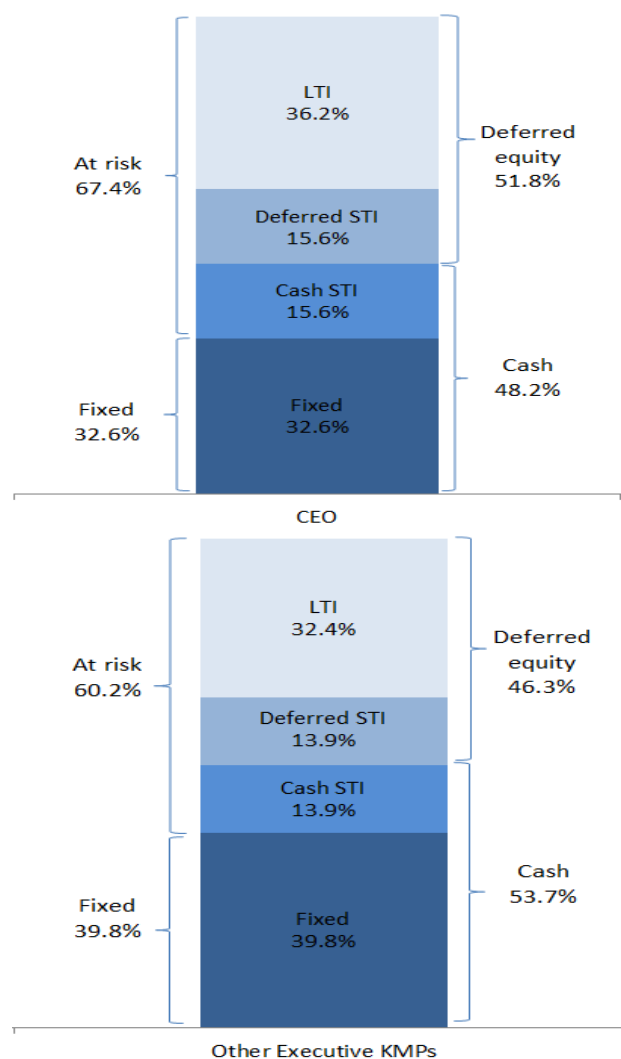 LTI
36.2%
At risk
67.4%
Deferred
equity
51.8%
Deferred STI
15.6%
Cash STI
15.6%
Cash
48.2%
Fixed
32.6%
Fixed
32.6%
CEO
LTI
32.4%
At risk
60.2%
Deferred
equity
46.3%
Deferred STI
13.9%
Cash STI
13.9%
Cash
53.7%
Fixed
39.8%
Fixed
39.8%
Other Executive KMPs